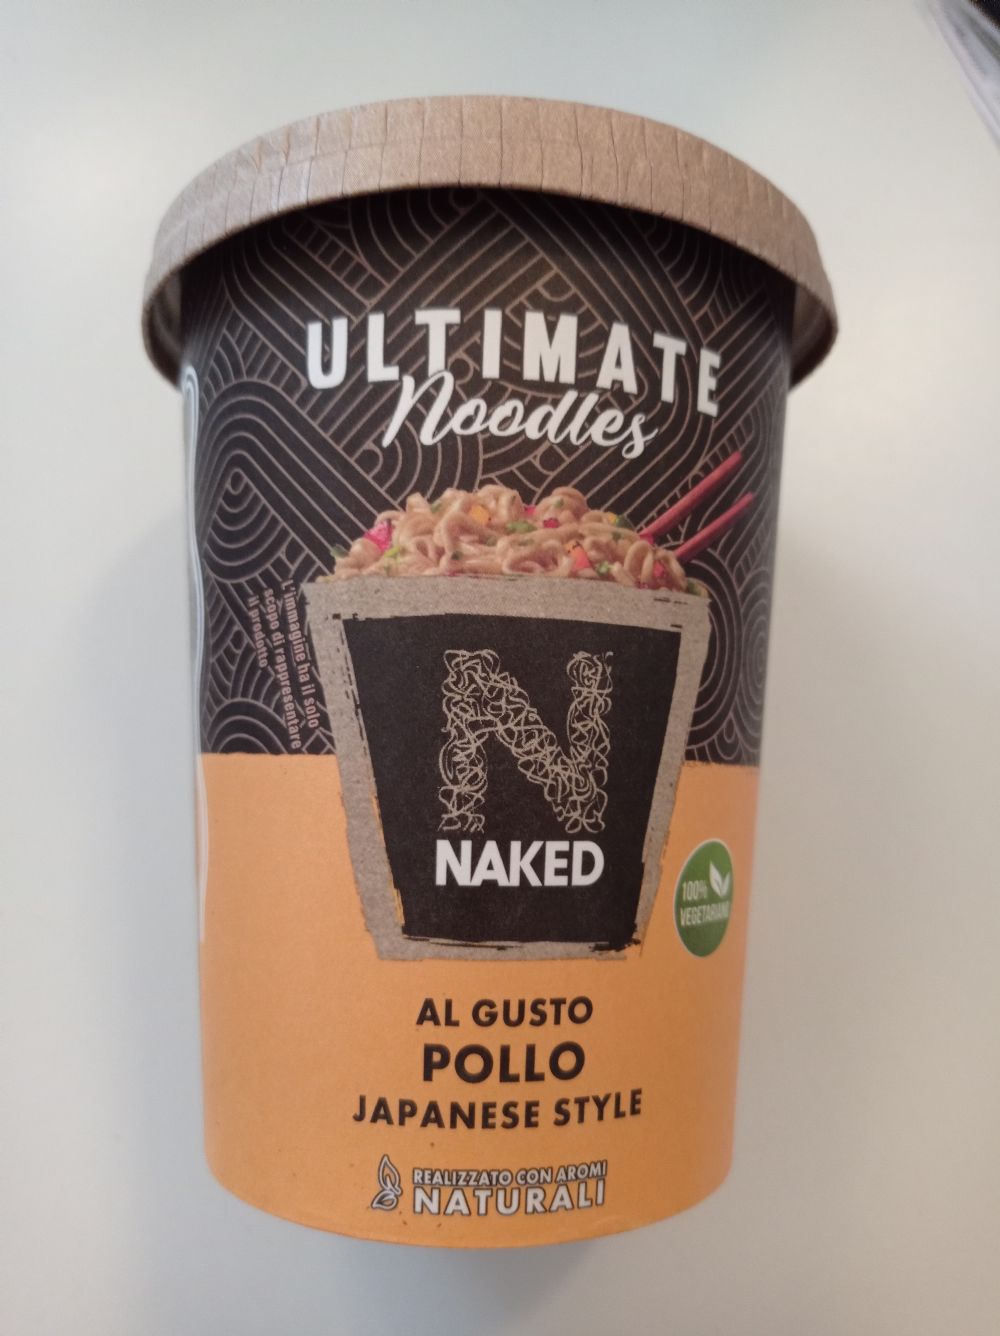 ULTIMATE
Noodles
L'immagine ha il solo
scopo di rappresentare
il prodotto
N
NAKED
100%
VEGETARIANO
AL GUSTO
POLLO
JAPANESE STYLE
REALIZZATO CON AROMI
NATURALI